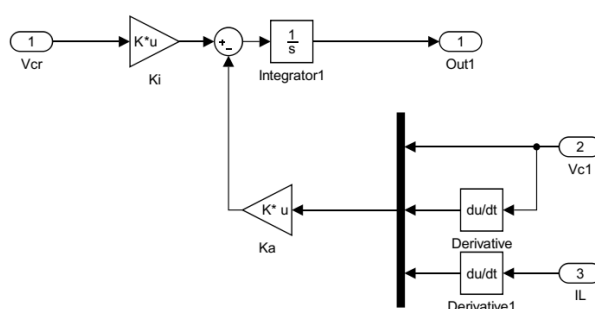 1
Vcr
K*u
Ki
+
−
1
s
Integrator1
1
Out1
2
Vc1
K* u
Ka
du/dt
Derivative
du/dt
Derivative1
3
IL